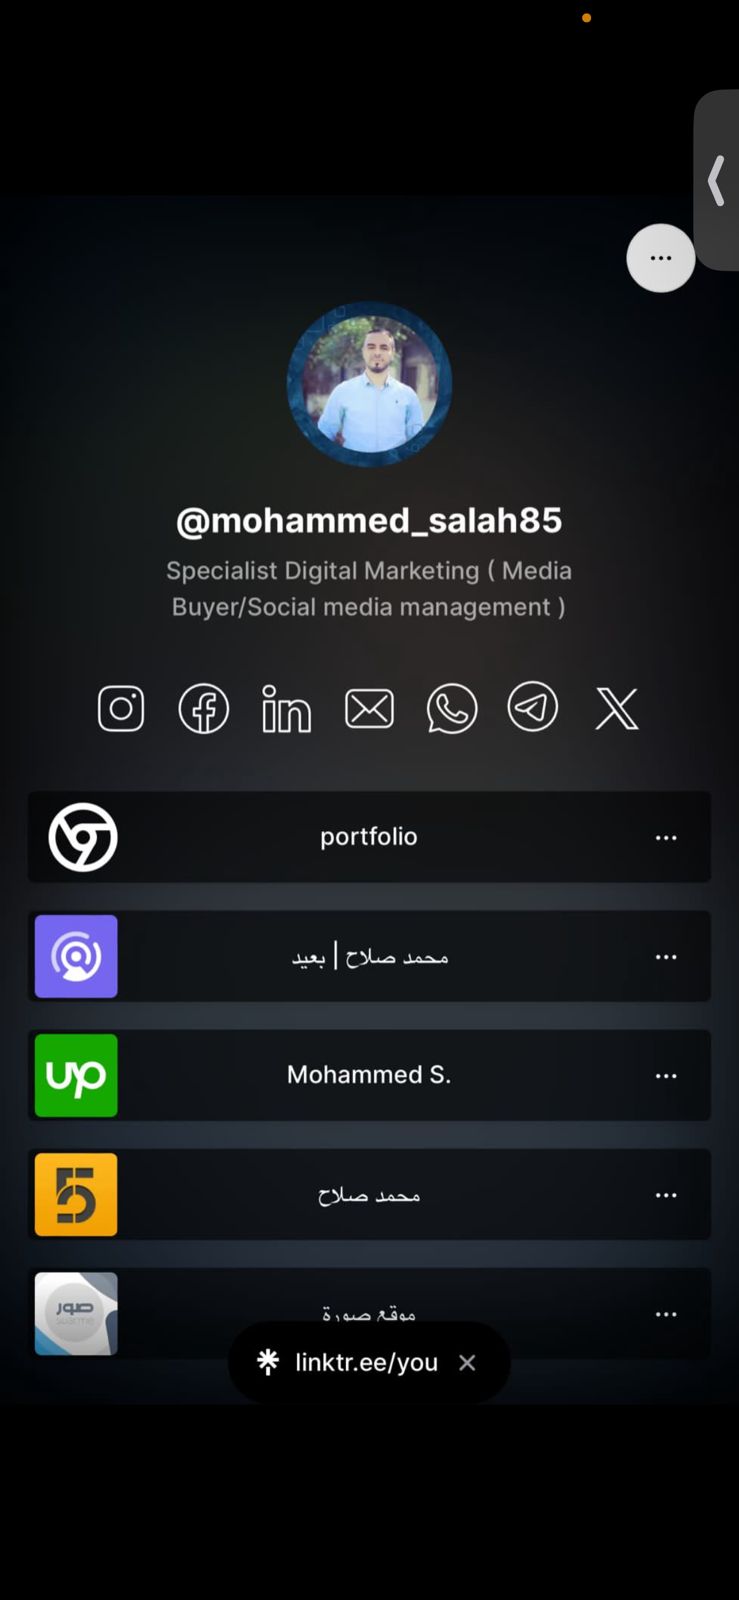 @mohammed_salah85
Specialist Digital Marketing ( Media
Buyer/Social media management )
portfolio
محمد صلاح | بعيد
up
Mohammed S.
5
محمد صلاح
صور
موقع صورة
linktr.ee/you